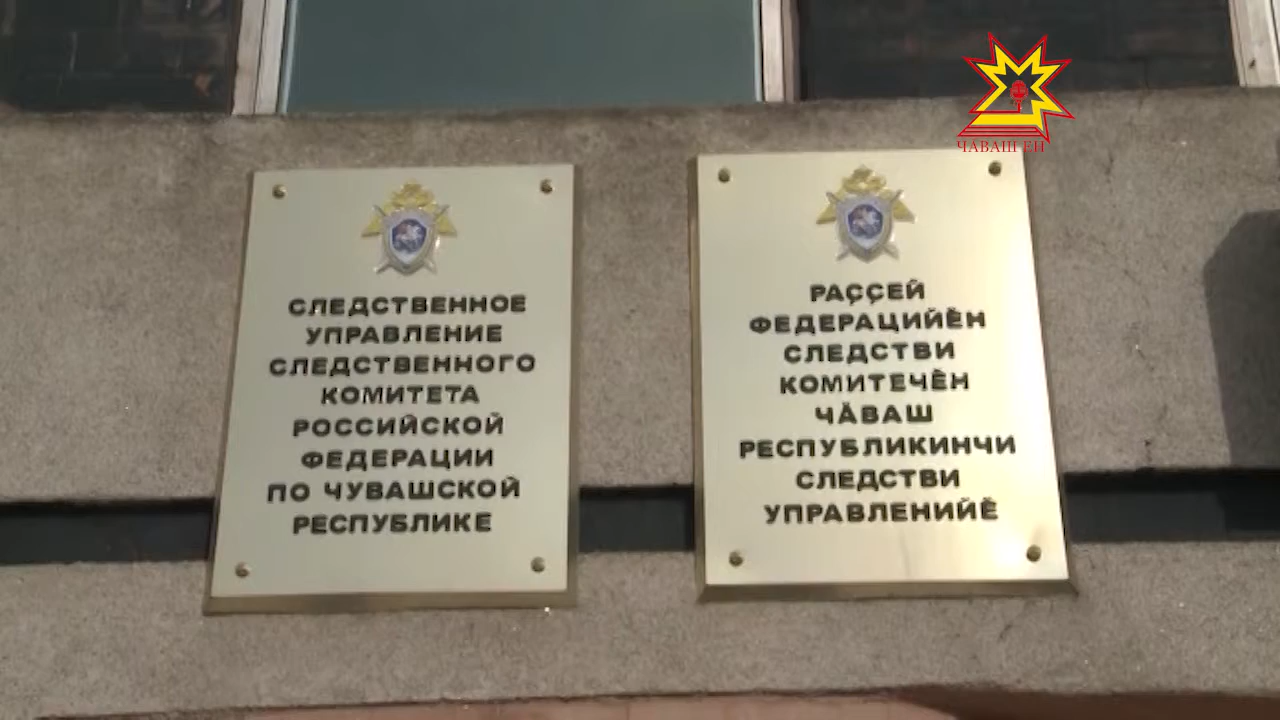 ЧӐВАШ ЕН
СЛЕДСТВЕННОЕ
УПРАВЛЕНИЕ
СЛЕДСТВЕННОГО
КОМИТЕТА
РОССИЙСКОЙ
ФЕДЕРАЦИИ
ПО ЧУВАШСКОЙ
РЕСПУБЛИКЕ
РАҪҪЕЙ
ФЕДЕРАЦИЙӖН
СЛЕДСТВИ
КОМИТЕЧӖН
ЧӐВАШ
РЕСПУБЛИКИНЧИ
СЛЕДСТВИ
УПРАВЛЕНИЙӖ